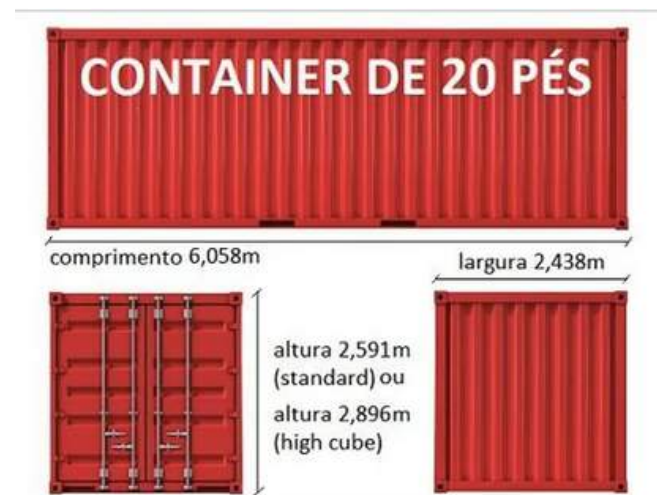 CONTAINER DE 20 PÉS
comprimento 6,058m
largura 2,438m
altura 2,591m
(standard) ou
altura 2,896m
(high cube)